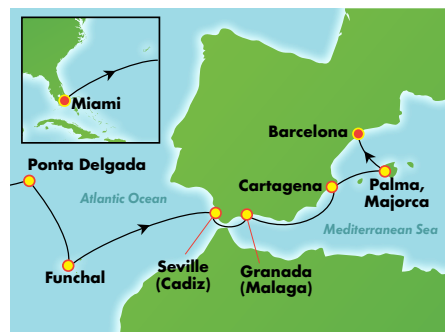 Miami
Barcelona
Ponta Delgada
Atlantic Ocean
Cartagena
Palma,
Majorca
Mediterranean Sea
Funchal
Seville
(Cadiz)
Granada
(Malaga)